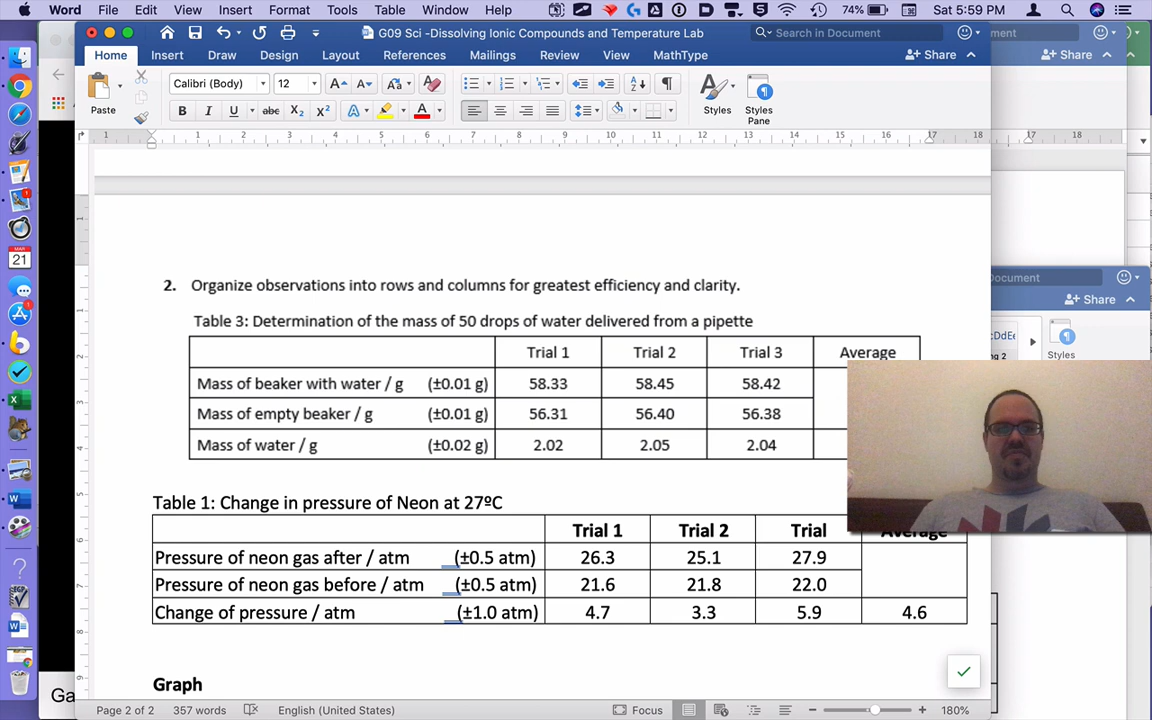 Word File Edit View Insert Format Tools Table Window Help 74% Sat 5:59 PM
G09 Sci -Dissolving Ionic Compounds and Temperature Lab Search in Document
Home Insert Draw Design Layout References Mailings Review View MathType Share
Calibri (Body) 12
Paste Styles Styles Pane
2. Organize observations into rows and columns for greatest efficiency and clarity.
Table 3: Determination of the mass of 50 drops of water delivered from a pipette
Trial 1 Trial 2 Trial 3 Average
Mass of beaker with water / g (±0.01 g) 58.33 58.45 58.42
Mass of empty beaker / g (±0.01 g) 56.31 56.40 56.38
Mass of water / g (±0.02 g) 2.02 2.05 2.04
Table 1: Change in pressure of Neon at 27ºC
Trial 1 Trial 2 Trial Average
Pressure of neon gas after / atm (±0.5 atm) 26.3 25.1 27.9
Pressure of neon gas before / atm (±0.5 atm) 21.6 21.8 22.0
Change of pressure / atm (±1.0 atm) 4.7 3.3 5.9 4.6
Graph
Page 2 of 2 357 words English (United States) Focus 180%
Share
Share
Styles